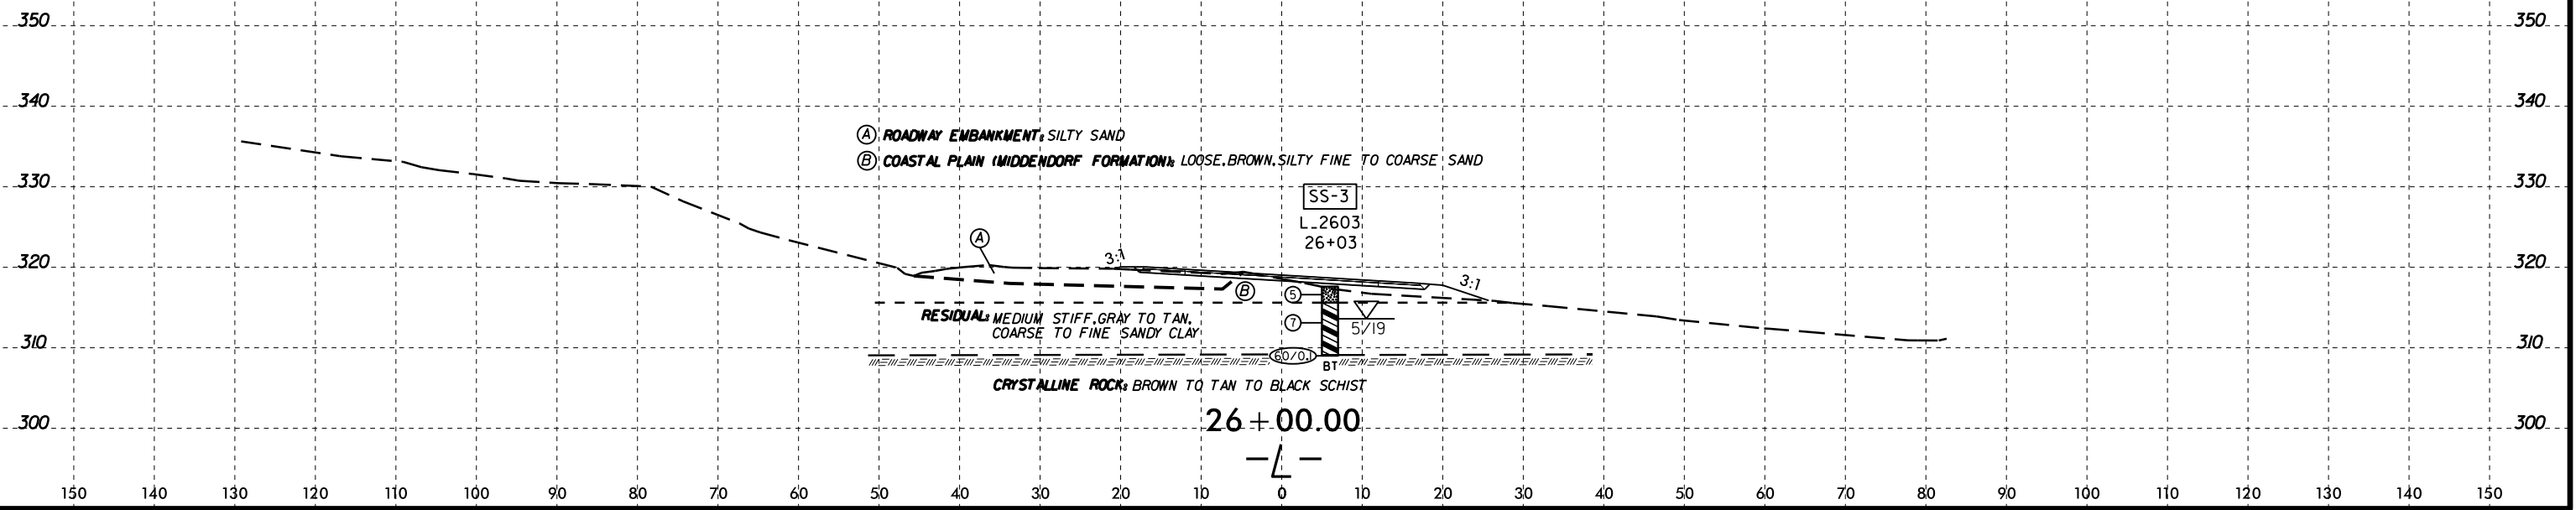 350 350
340 340
Ⓐ ROADWAY EMBANKMENT: SILTY SAND
Ⓑ COASTAL PLAIN (MIDDENDORF FORMATION): LOOSE, BROWN, SILTY FINE TO COARSE SAND
330 330
SS-3
L_2603
26+03
A
3:1
320 320
3:1
B
5
RESIDUAL: MEDIUM STIFF, GRAY TO TAN,
COARSE TO FINE SANDY CLAY
7
5/19
310 310
60/0.1
BT
CRYSTALLINE ROCK: BROWN TO TAN TO BLACK SCHIST
26+00.00
300 300
-L-
150 140 130 120 110 100 90 80 70 60 50 40 30 20 10 0 10 20 30 40 50 60 70 80 90 100 110 120 130 140 150